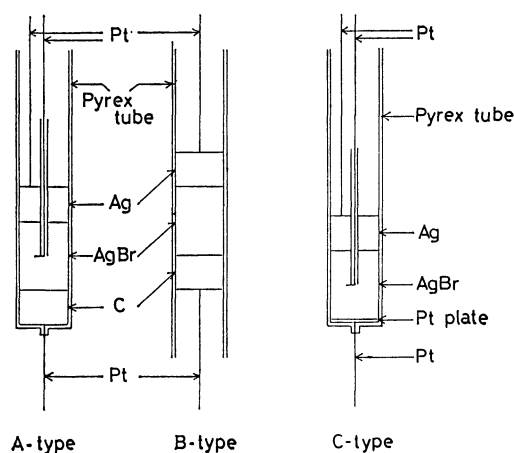 Pt
Pt
Pyrex
tube
Pyrex tube
Ag
Ag
AgBr
AgBr
C
Pt plate
Pt
Pt
A-type
B-type
C-type